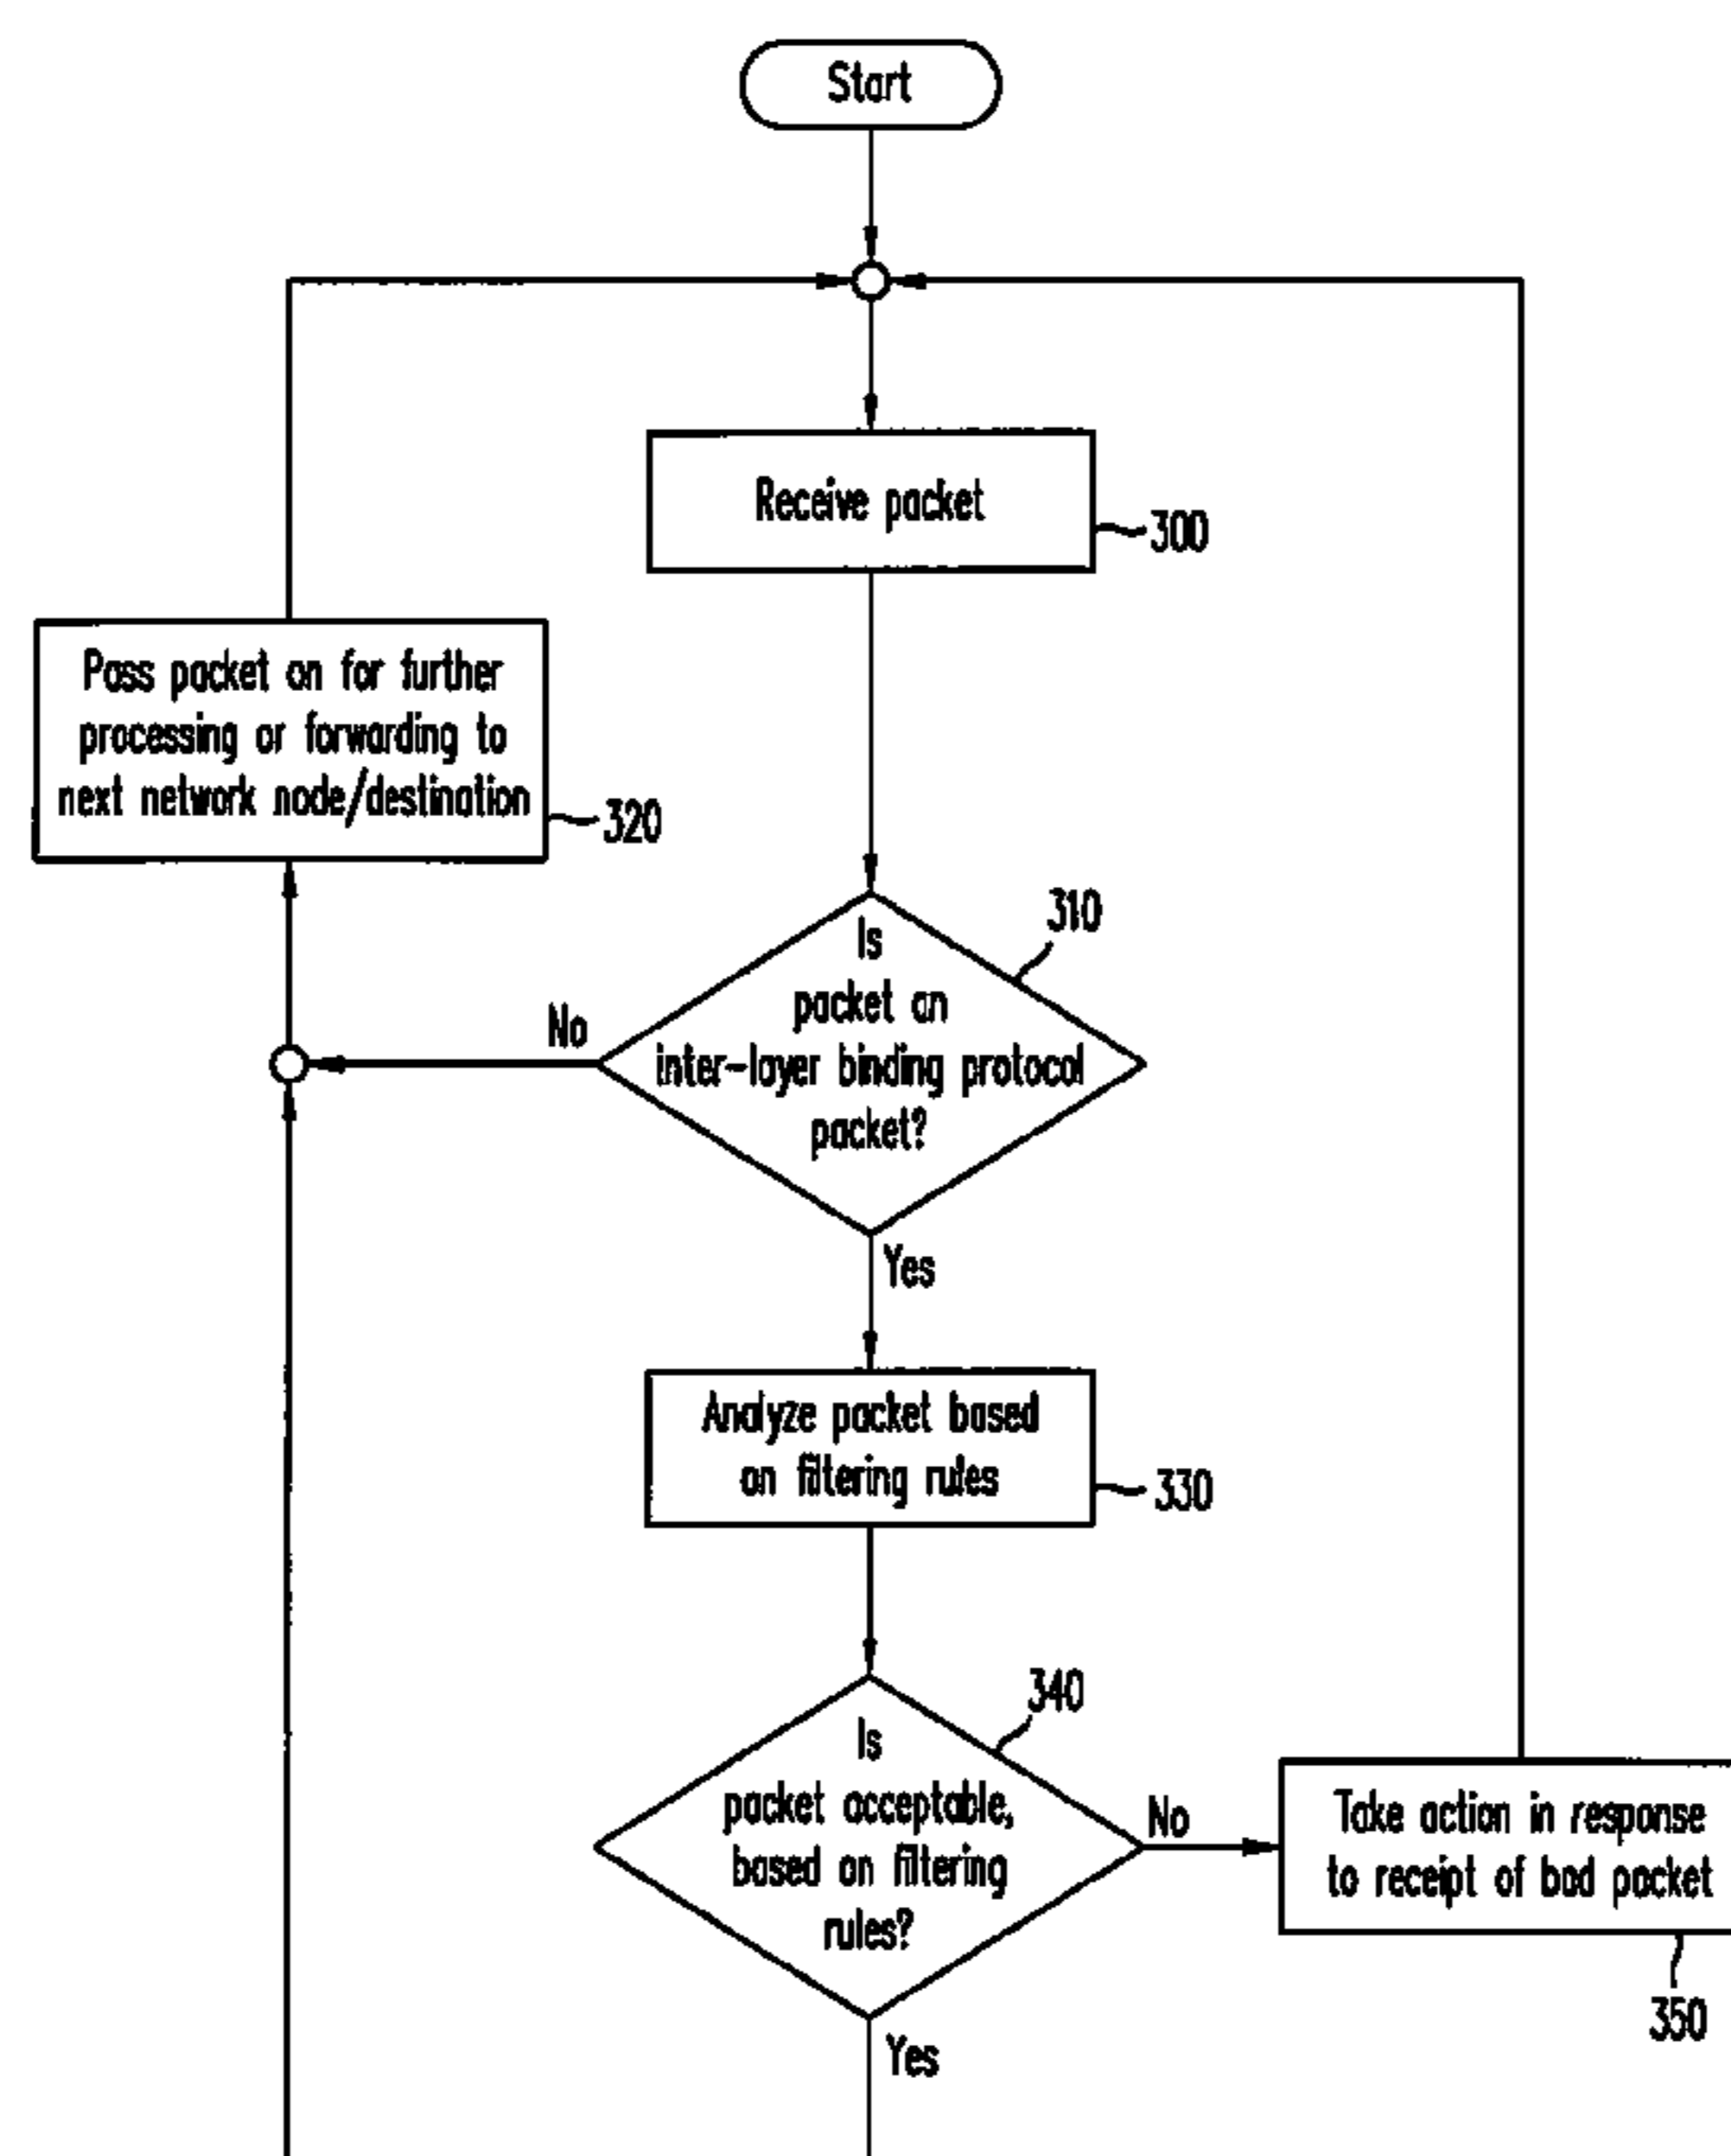 Start
Receive packet
300
Pass packet on for further
processing or forwarding to
next network node/destination
320
310
Is
packet an
inter-layer binding protocol
packet?
No
Yes
Analyze packet based
on filtering rules
330
340
Is
packet acceptable,
based on filtering
rules?
No
Take action in response
to receipt of bad packet
350
Yes